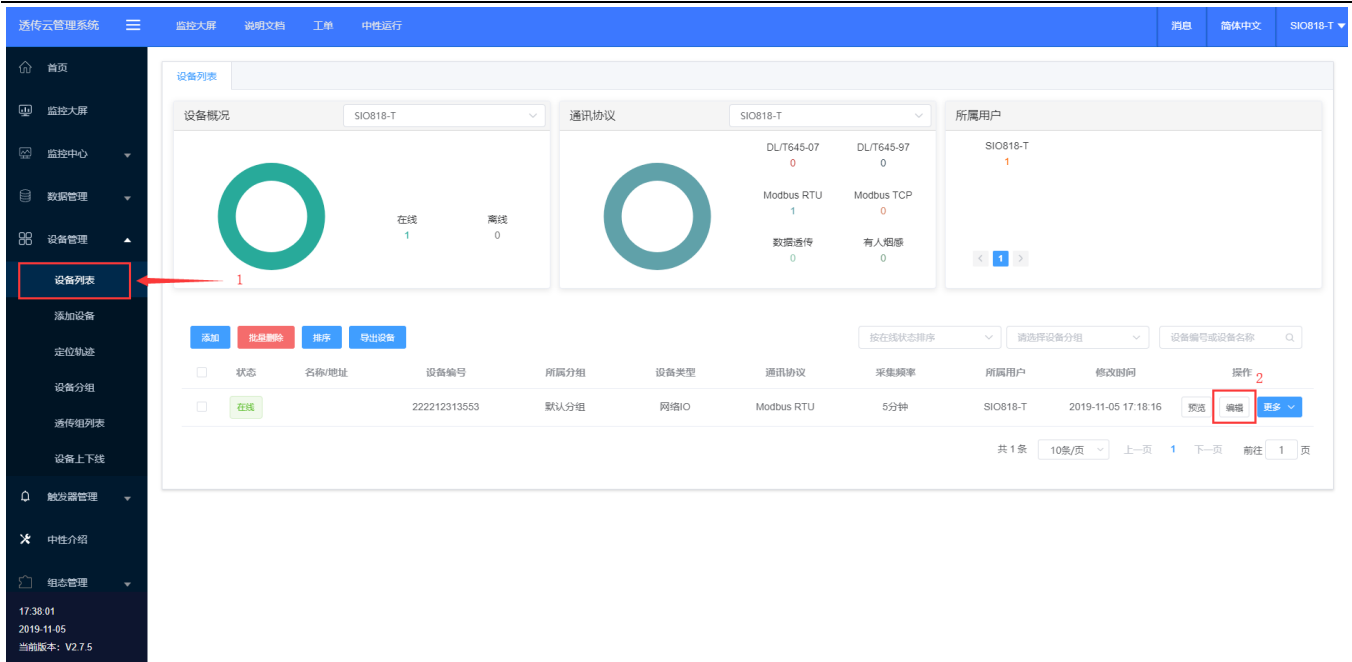 透传云管理系统 监控大屏 说明文档 工单 中性运行 消息 简体中文 SIO818-T
首页
监控大屏
监控中心
数据管理
设备管理
设备列表
添加设备
定位轨迹
设备分组
透传组列表
设备上下线
触发器管理
中性介绍
组态管理
17:38:01
2019-11-05
当前版本：V2.7.5
1
设备列表
设备概况 SIO818-T
在线 离线
1 0
通讯协议 SIO818-T
DL/T645-07 DL/T645-97
0 0
Modbus RTU Modbus TCP
1 0
数据透传 有人烟感
0 0
所属用户
SIO818-T
1
< 1 >
添加 批量删除 排序 导出设备 按在线状态排序 请选择设备分组 设备编号或设备名称
状态 名称/地址 设备编号 所属分组 设备类型 通讯协议 采集频率 所属用户 修改时间 操作 2
在线 222212313553 默认分组 网络IO Modbus RTU 5分钟 SIO818-T 2019-11-05 17:18:16 预览 编辑 更多
共 1 条 10条/页 上一页 1 下一页 前往 1 页